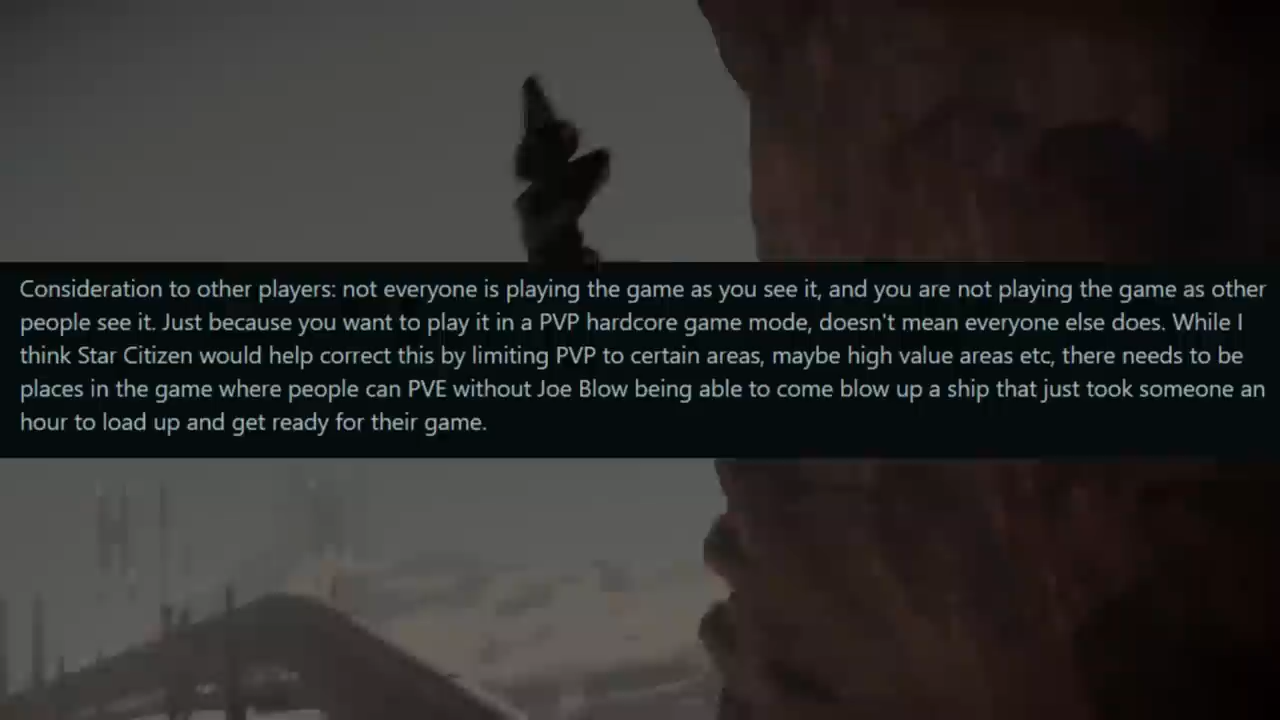 Consideration to other players: not everyone is playing the game as you see it, and you are not playing the game as other
people see it. Just because you want to play it in a PVP hardcore game mode, doesn't mean everyone else does. While I
think Star Citizen would help correct this by limiting PVP to certain areas, maybe high value areas etc, there needs to be
places in the game where people can PVE without Joe Blow being able to come blow up a ship that just took someone an
hour to load up and get ready for their game.